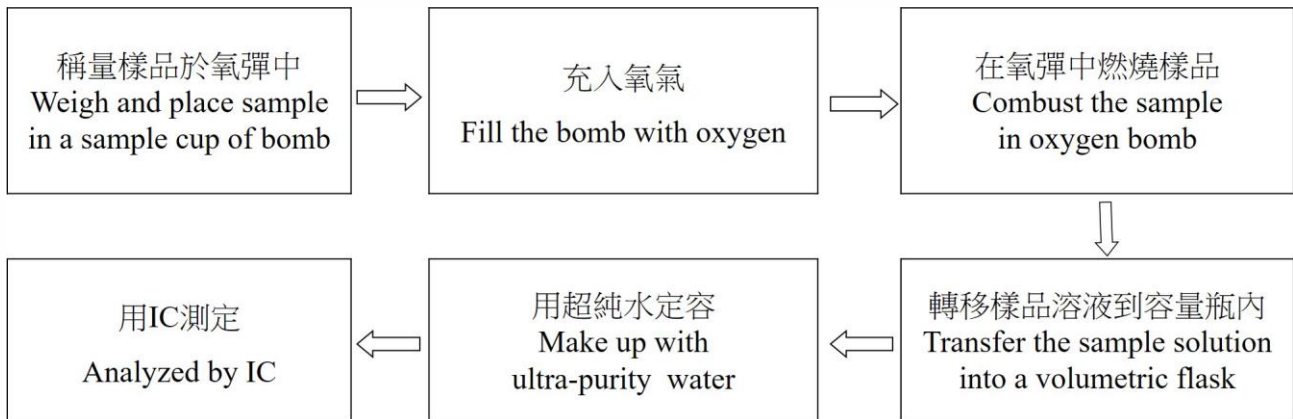 稱量樣品於氧彈中
Weigh and place sample
in a sample cup of bomb
充入氧氣
Fill the bomb with oxygen
在氧彈中燃燒樣品
Combust the sample
in oxygen bomb
轉移樣品溶液到容量瓶內
Transfer the sample solution
into a volumetric flask
用超純水定容
Make up with
ultra-purity water
用IC測定
Analyzed by IC